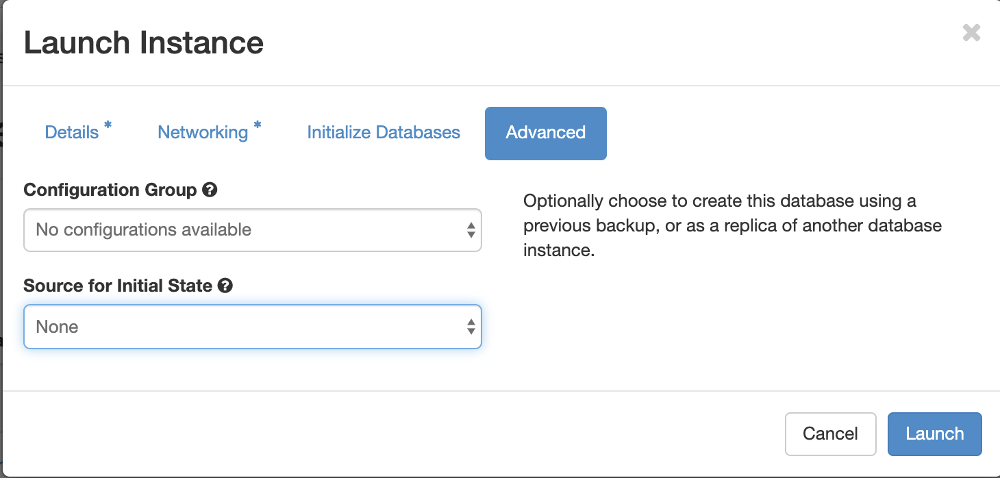 Launch Instance
Details *
Networking *
Initialize Databases
Advanced
Configuration Group
No configurations available
Source for Initial State
None
Optionally choose to create this database using a
previous backup, or as a replica of another database
instance.
Cancel
Launch